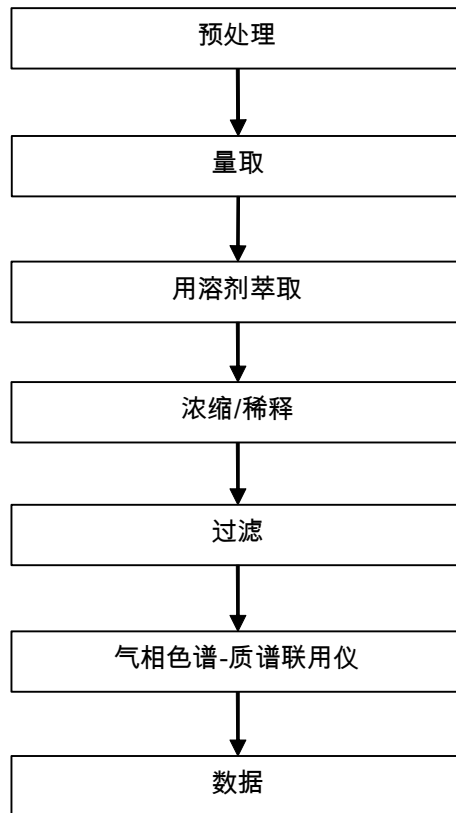 预处理
量取
用溶剂萃取
浓缩/稀释
过滤
气相色谱-质谱联用仪
数据